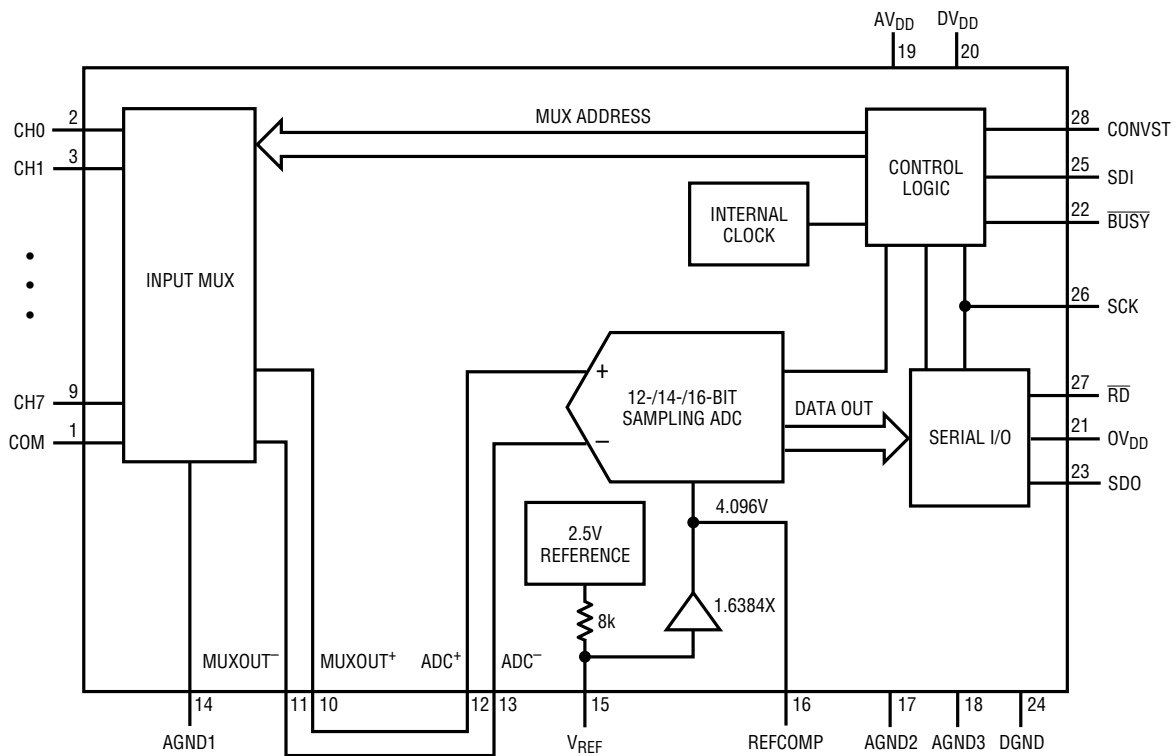 AVDD
DVDD
19
20
2
CH0
3
CH1
9
CH7
1
COM
INPUT MUX
MUX ADDRESS
INTERNAL
CLOCK
CONTROL
LOGIC
28
CONVST
25
SDI
22
BUSY
26
SCK
+
−
12-/14-/16-BIT
SAMPLING ADC
DATA OUT
SERIAL I/O
27
RD
21
OVDD
23
SDO
4.096V
2.5V
REFERENCE
8k
1.6384X
MUXOUT−
MUXOUT+
ADC+
ADC−
14
11
10
12
13
15
16
17
18
24
AGND1
VREF
REFCOMP
AGND2
AGND3
DGND